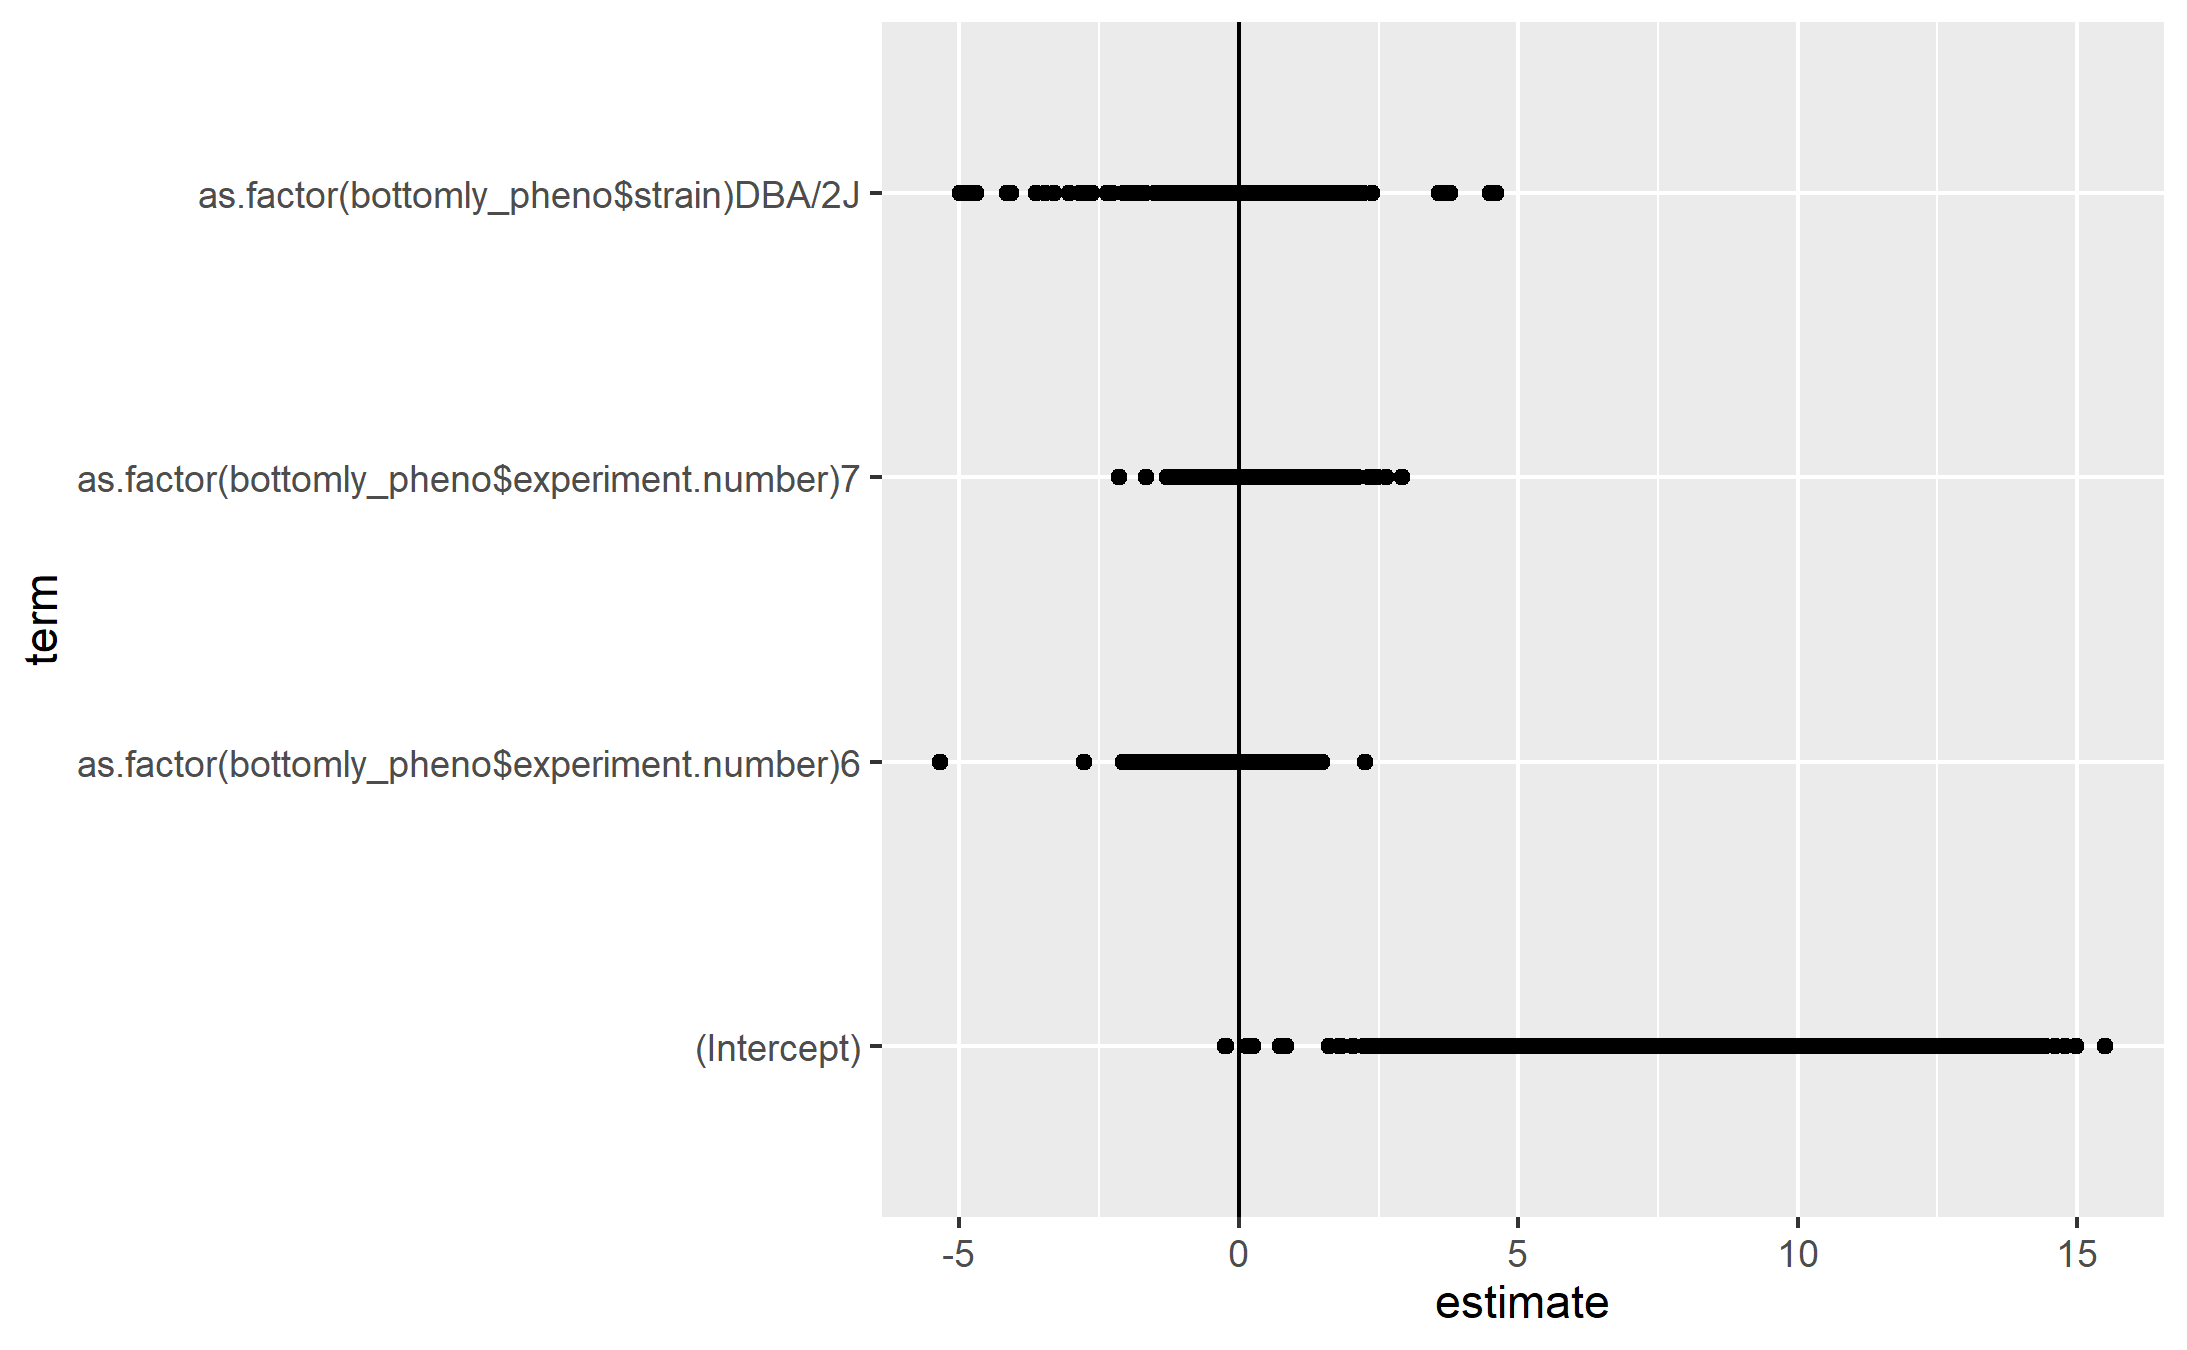 as.factor(bottomly_pheno$strain)DBA/2J
as.factor(bottomly_pheno$experiment.number)7
term
as.factor(bottomly_pheno$experiment.number)6
(Intercept)
-5 0 5 10 15
estimate